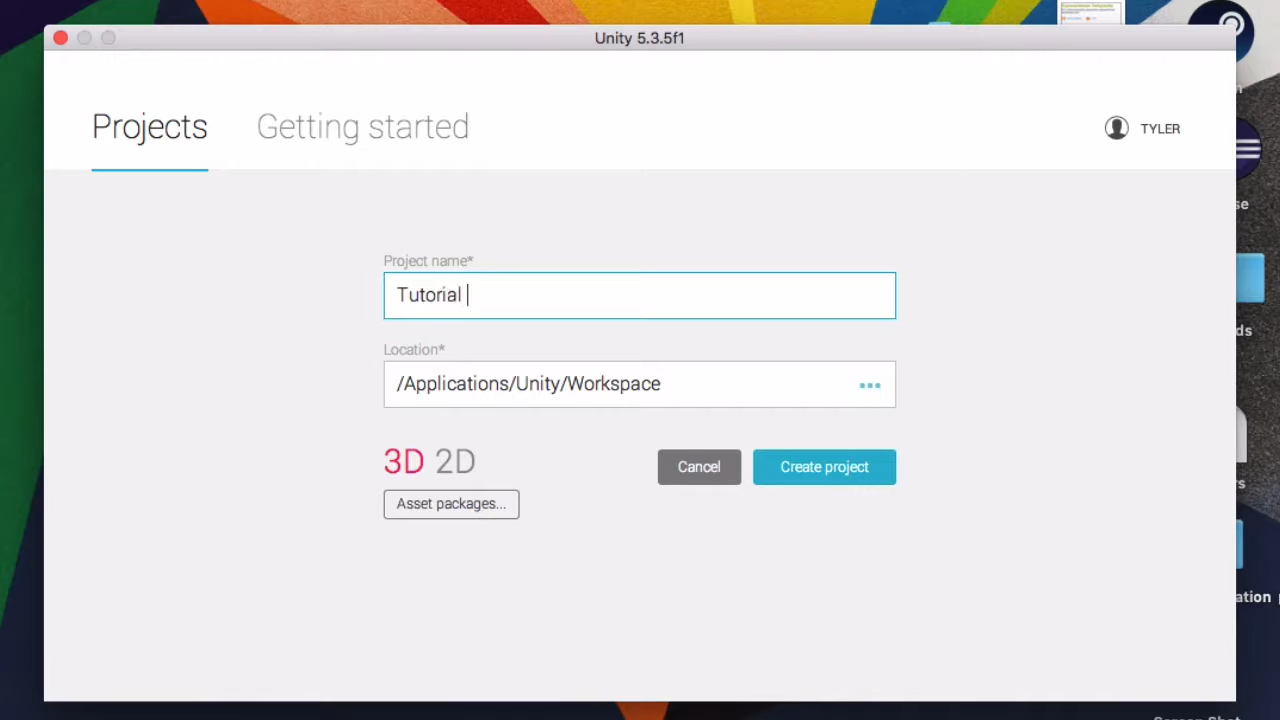 Unity 5.3.5f1
Projects
Getting started
TYLER
Project name*
Tutorial
Location*
/Applications/Unity/Workspace
3D 2D
Cancel
Create project
Asset packages...